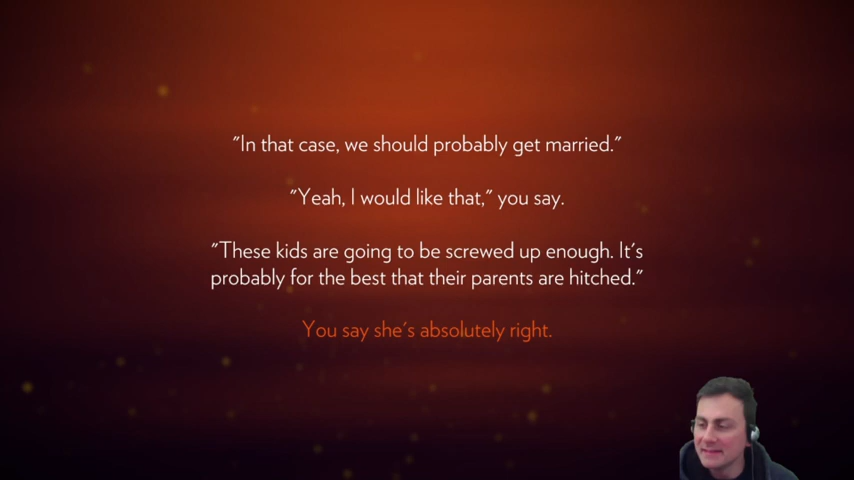 "In that case, we should probably get married."
"Yeah, I would like that," you say.
"These kids are going to be screwed up enough. It's
probably for the best that their parents are hitched."
You say she's absolutely right.